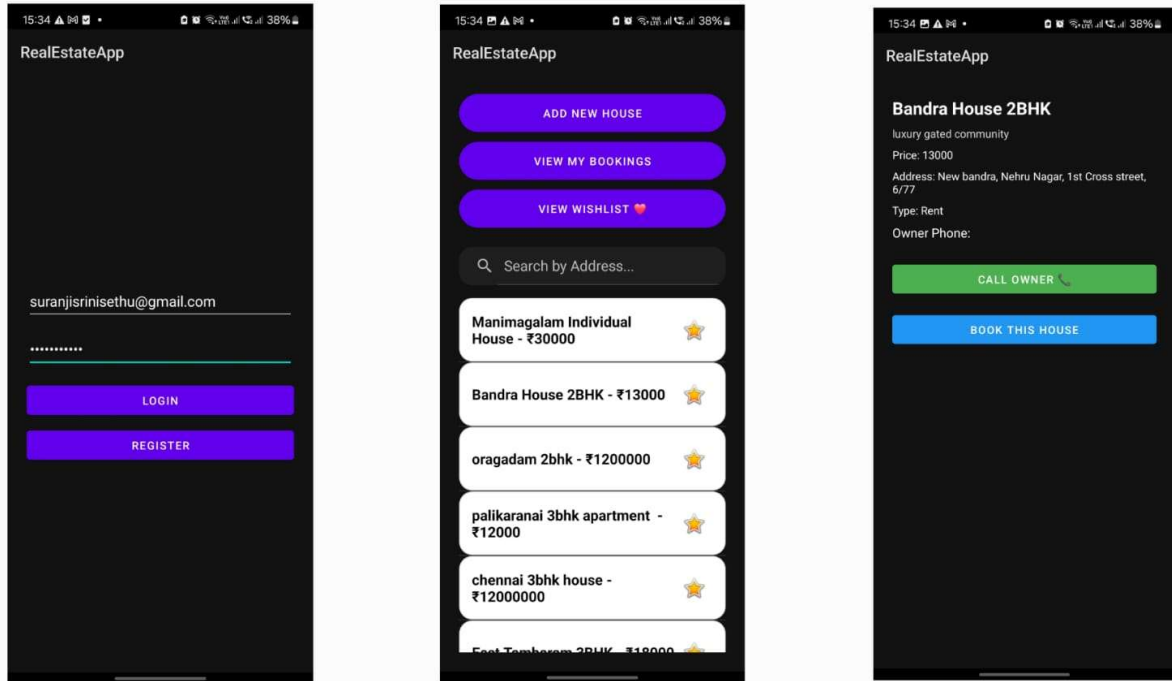 15:34
38%
RealEstateApp
suranjisrinisethu@gmail.com
LOGIN
REGISTER
15:34
38%
RealEstateApp
ADD NEW HOUSE
VIEW MY BOOKINGS
VIEW WISHLIST ❤️
Search by Address...
Manimagalam Individual
House - ₹30000
Bandra House 2BHK - ₹13000
oragadam 2bhk - ₹1200000
palikaranai 3bhk apartment -
₹12000
chennai 3bhk house -
₹12000000
15:34
38%
RealEstateApp
Bandra House 2BHK
luxury gated community
Price: 13000
Address: New bandra, Nehru Nagar, 1st Cross street,
6/77
Type: Rent
Owner Phone:
CALL OWNER 📞
BOOK THIS HOUSE